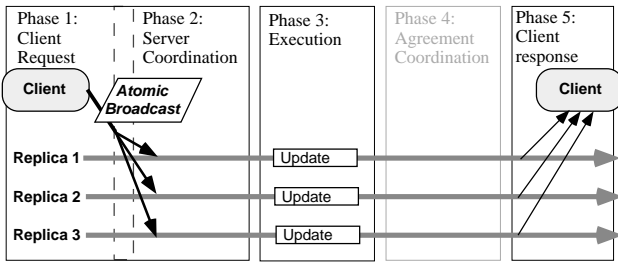 Phase 1:
Client
Request
Phase 2:
Server
Coordination
Phase 3:
Execution
Phase 4:
Agreement
Coordination
Phase 5:
Client
response
Client
Atomic
Broadcast
Client
Replica 1
Update
Replica 2
Update
Replica 3
Update